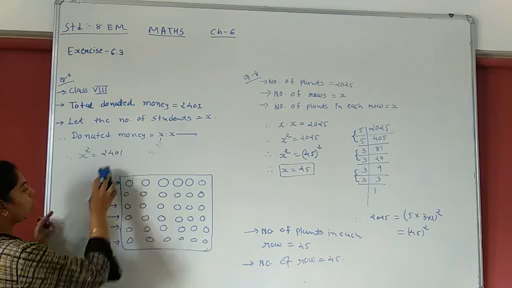 Std:- 8 EM MATHS Ch-6
Exercise-6.3
→ Class VIII
→ Total donated money = 2401
→ Let the no. of students = x.
∴ Donated money = x.x
∴ x² = 2401
→ No. of plants = 2025
→ No. of rows = x
→ No. of plants in each row = x
∴ x.x = 2025
∴ x² = 2025
∴ x² = (45)²
∴ x = 45
5 2025
5 405
3 81
3 27
3 9
3 3
1
∴ 2025 = (5 x 3x3)²
= (45)²
→ No. of plants in each
row = 45
→ No. of row = 45.